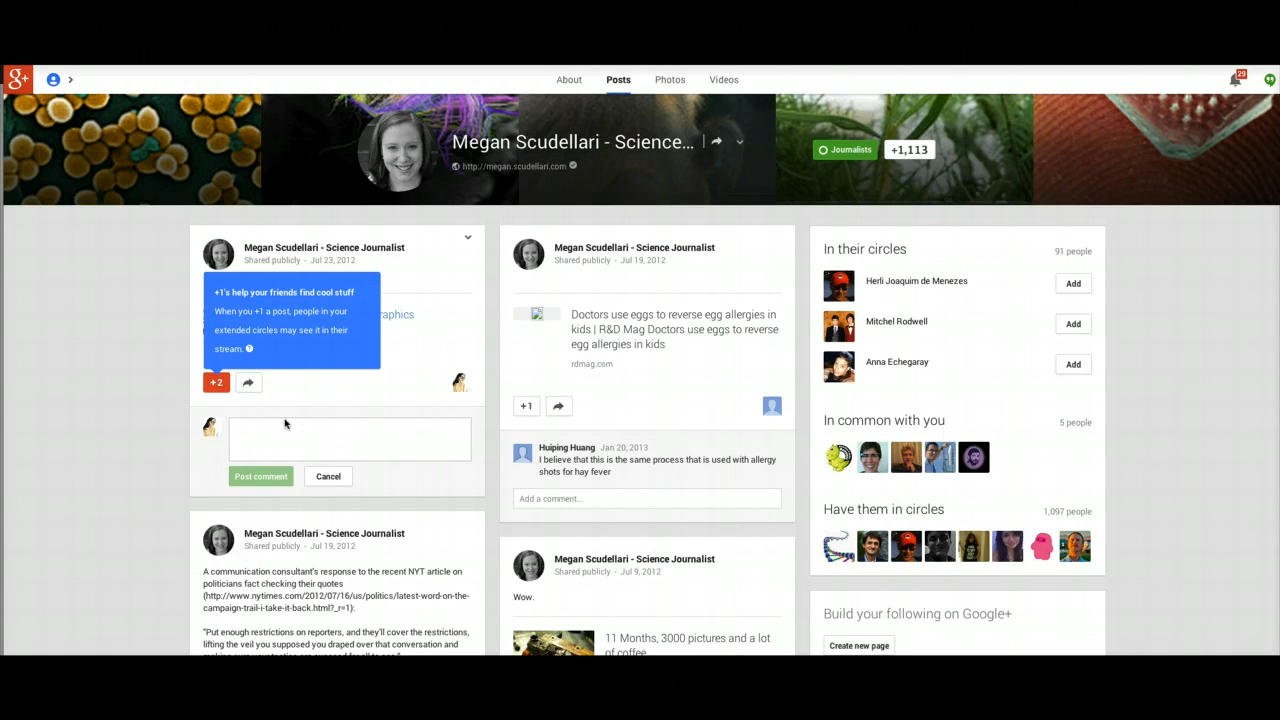 g+
About Posts Photos Videos
29
Megan Scudellari - Science...
http://megan.scudellari.com
Journalists +1,113
Megan Scudellari - Science Journalist
Shared publicly - Jul 23, 2012
+1's help your friends find cool stuff
When you +1 a post, people in your
extended circles may see it in their
stream.
raphics
+2
Post comment Cancel
Megan Scudellari - Science Journalist
Shared publicly - Jul 19, 2012
A communication consultant's response to the recent NYT article on
politicians fact checking their quotes
(http://www.nytimes.com/2012/07/16/us/politics/latest-word-on-the-
campaign-trail-i-take-it-back.html?_r=1):
"Put enough restrictions on reporters, and they'll cover the restrictions,
lifting the veil you supposed you draped over that conversation and
Megan Scudellari - Science Journalist
Shared publicly - Jul 19, 2012
Doctors use eggs to reverse egg allergies in
kids | R&D Mag Doctors use eggs to reverse
egg allergies in kids
rdmag.com
+1
Huiping Huang Jan 20, 2013
I believe that this is the same process that is used with allergy
shots for hay fever
Add a comment...
Megan Scudellari - Science Journalist
Shared publicly - Jul 9, 2012
Wow.
11 Months, 3000 pictures and a lot
of coffee
In their circles 91 people
Herli Joaquim de Menezes Add
Mitchel Rodwell Add
Anna Echegaray Add
In common with you 5 people
Have them in circles 1,097 people
Build your following on Google+
Create new page